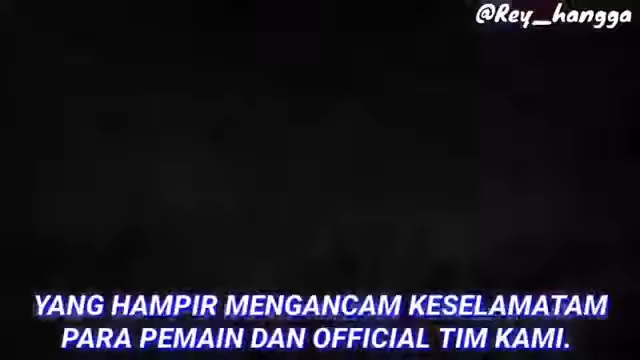 @Rey_hangga
YANG HAMPIR MENGANCAM KESELAMATAM
PARA PEMAIN DAN OFFICIAL TIM KAMI.